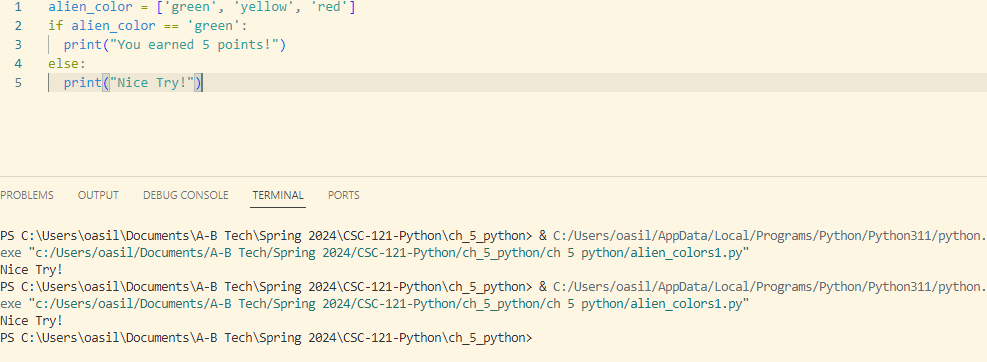 1 alien_color = ['green', 'yellow', 'red']
2 if alien_color == 'green':
3 print("You earned 5 points!")
4 else:
5 print("Nice Try!")
PROBLEMS OUTPUT DEBUG CONSOLE TERMINAL PORTS
PS C:\Users\oasil\Documents\A-B Tech\Spring 2024\CSC-121-Python\ch_5_python> & C:/Users/oasil/AppData/Local/Programs/Python/Python311/python.
exe "c:/Users/oasil/Documents/A-B Tech/Spring 2024/CSC-121-Python/ch_5_python/ch 5 python/alien_colors1.py"
Nice Try!
PS C:\Users\oasil\Documents\A-B Tech\Spring 2024\CSC-121-Python\ch_5_python> & C:/Users/oasil/AppData/Local/Programs/Python/Python311/python.
exe "c:/Users/oasil/Documents/A-B Tech/Spring 2024/CSC-121-Python/ch_5_python/ch 5 python/alien_colors1.py"
Nice Try!
PS C:\Users\oasil\Documents\A-B Tech\Spring 2024\CSC-121-Python\ch_5_python>